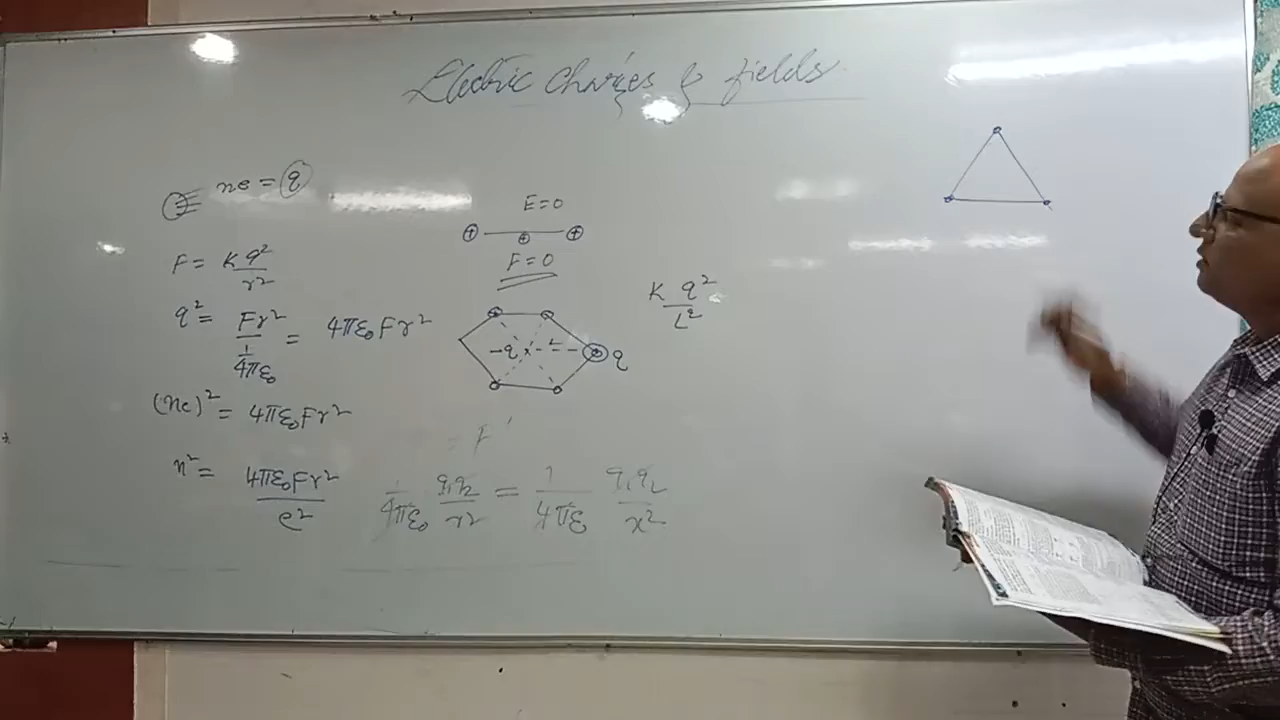 Electric Charges & fields
ne = q
F = K q²/r²
q² = Fr²/(1/4πε₀) = 4πε₀Fr²
(ne)² = 4πε₀Fr²
n² = 4πε₀Fr²/e²
E=0
+ + +
F=0
-q L q
K q²/L²
= F'
1/4πε₀ q₁q₂/r² = 1/4πε q₁q₂/x²